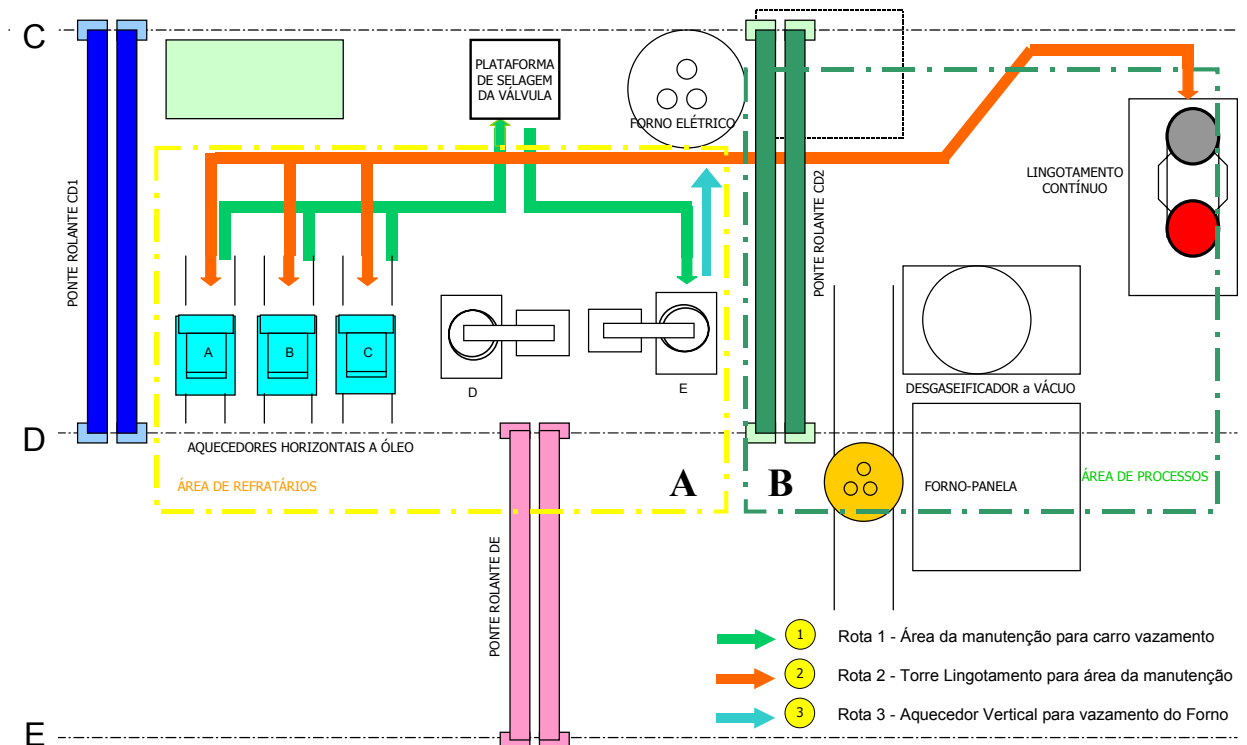 C
PLATAFORMA
DE SELAGEM
DA VÁLVULA
FORNO ELÉTRICO
LINGOTAMENTO
CONTÍNUO
PONTE ROLANTE CD1
PONTE ROLANTE CD2
A
B
C
D
E
DESGASEIFICADOR a VÁCUO
D
AQUECEDORES HORIZONTAIS A ÓLEO
ÁREA DE REFRATÁRIOS
A
B
FORNO-PANELA
ÁREA DE PROCESSOS
PONTE ROLANTE DE
1 Rota 1 - Área da manutenção para carro vazamento
2 Rota 2 - Torre Lingotamento para área da manutenção
3 Rota 3 - Aquecedor Vertical para vazamento do Forno
E